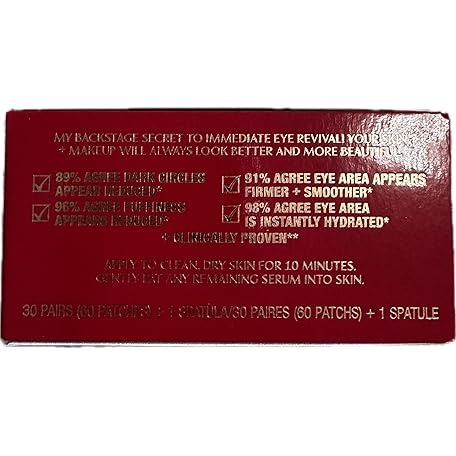 MY BACKSTAGE SECRET TO IMMEDIATE EYE REVIVAL! YOUR
+ MAKEUP WILL ALWAYS LOOK BETTER AND MORE BEAUTIFUL
89% AGREE DARK CIRCLES
APPEAR REDUCED*
91% AGREE EYE AREA APPEARS
FIRMER + SMOOTHER*
96% AGREE PUFFINESS
APPEARS REDUCED*
98% AGREE EYE AREA
IS INSTANTLY HYDRATED*
+ CLINICALLY PROVEN**
APPLY TO CLEAN, DRY SKIN FOR 10 MINUTES.
GENTLY PAT ANY REMAINING SERUM INTO SKIN.
30 PAIRS (60 PATCHES) + 1 SPATULA/30 PAIRES (60 PATCHS) + 1 SPATULE